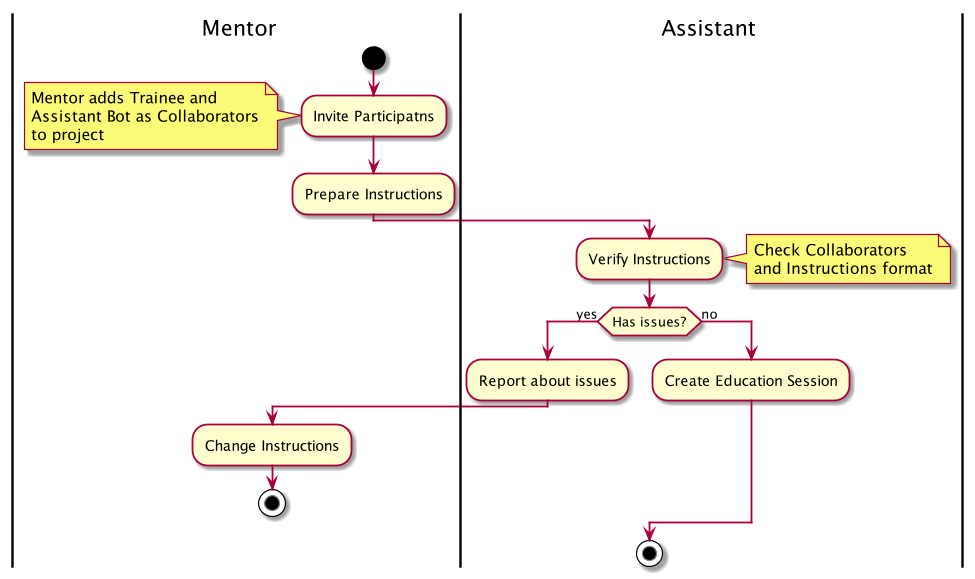 Mentor
Assistant
Mentor adds Trainee and
Assistant Bot as Collaborators
to project
Invite Participatns
Prepare Instructions
Verify Instructions
Check Collaborators
and Instructions format
yes
Has issues?
no
Report about issues
Create Education Session
Change Instructions